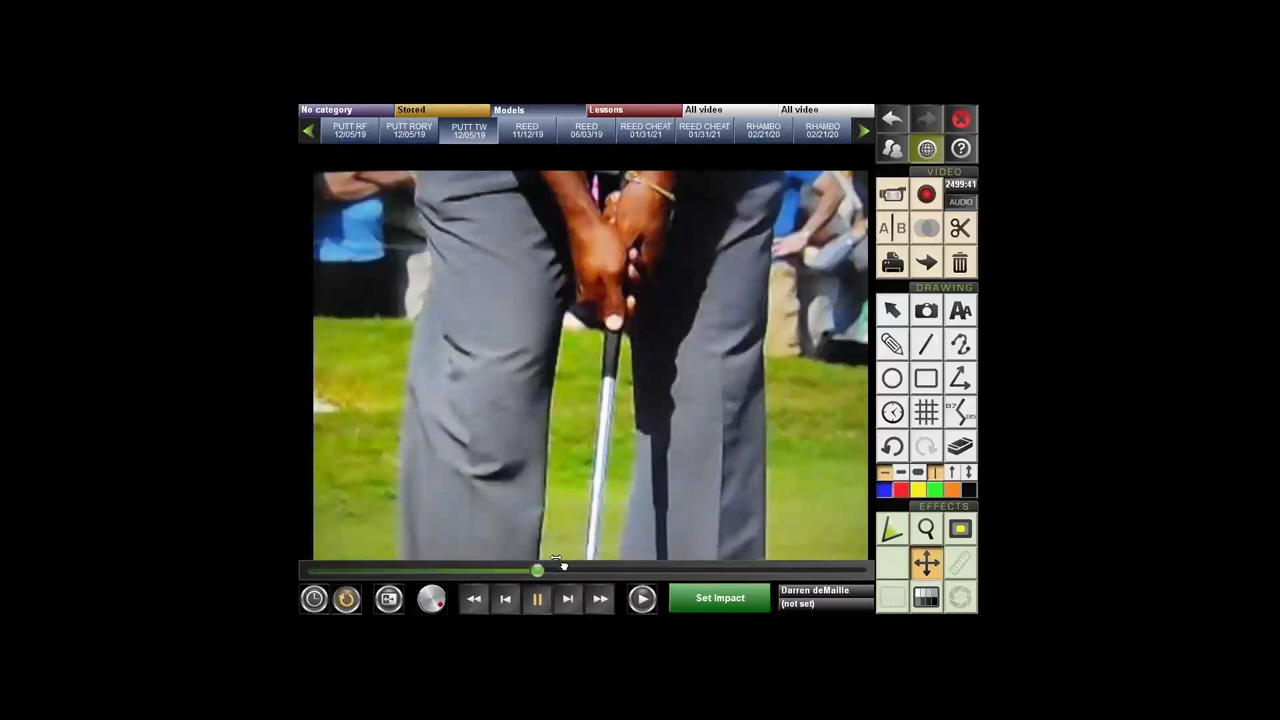 No category Stored Models Lessons All video All video
PUTT RF PUTT RORY PUTT TW REED REED REED CHEAT REED CHEAT RHAMBO RHAMBO
12/05/19 12/05/19 12/05/19 11/12/19 06/03/19 01/31/21 01/31/21 02/21/20 02/21/20
VIDEO
2499:41
AUDIO
A B
DRAWING
AA
87
EFFECTS
Set Impact
Darren deMaille
(not set)